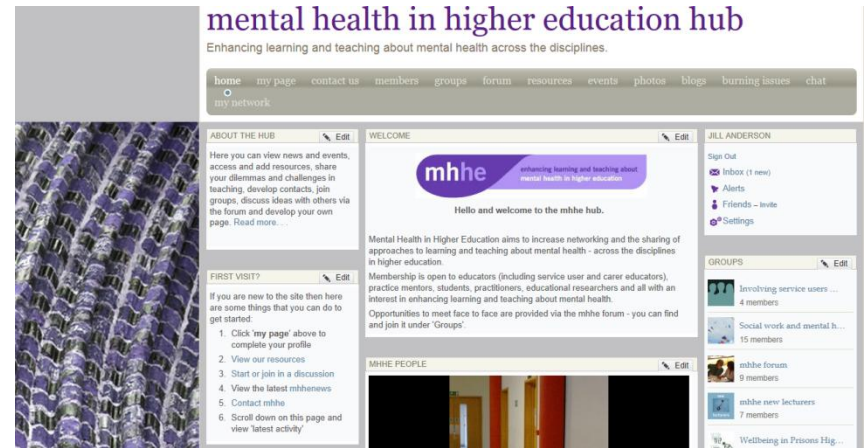 mental health in higher education hub
Enhancing learning and teaching about mental health across the disciplines.
home my page contact us members groups forum resources events photos blogs burning issues chat
my network
ABOUT THE HUB Edit
Here you can view news and events,
access and add resources, share
your dilemmas and challenges in
teaching, develop contacts, join
groups, discuss ideas with others via
the forum and develop your own
page. Read more. . .
FIRST VISIT? Edit
If you are new to the site then here
are some things that you can do to
get started:
1. Click 'my page' above to
complete your profile
2. View our resources
3. Start or join in a discussion
4. View the latest mhhenews
5. Contact mhhe
6. Scroll down on this page and
view 'latest activity'
WELCOME Edit
mhhe
enhancing learning and teaching about
mental health in higher education
Hello and welcome to the mhhe hub.
Mental Health in Higher Education aims to increase networking and the sharing of
approaches to learning and teaching about mental health - across the disciplines
in higher education.
Membership is open to educators (including service user and carer educators),
practice mentors, students, practitioners, educational researchers and all with an
interest in enhancing learning and teaching about mental health.
Opportunities to meet face to face are provided via the mhhe forum - you can find
and join it under 'Groups'.
MHHE PEOPLE Edit
JILL ANDERSON
Sign Out
Inbox (1 new)
Alerts
Friends – Invite
Settings
GROUPS Edit
Involving service users ...
4 members
Social work and mental h...
15 members
mhhe forum
9 members
mhhe new lecturers
7 members
Wellbeing in Prisons Hig...